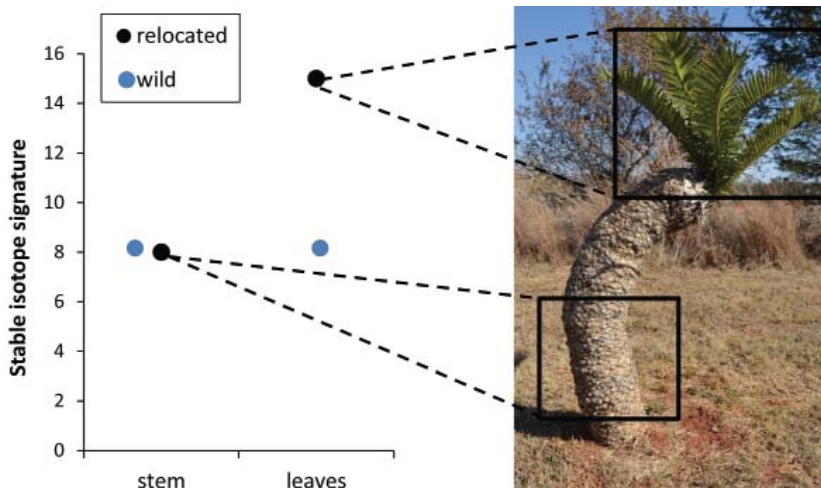 relocated
wild
Stable isotope signature
16
14
12
10
8
6
4
2
0
stem
leaves